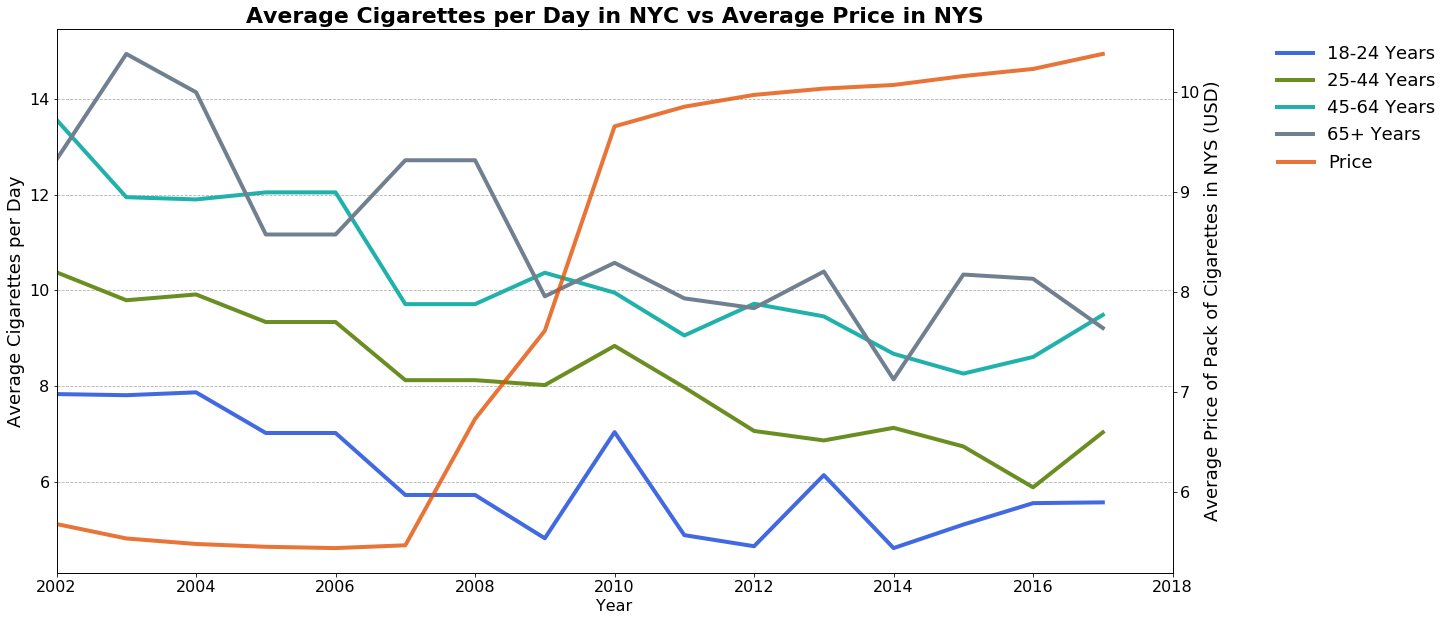 Average Cigarettes per Day in NYC vs Average Price in NYS
Average Cigarettes per Day
14
12
10
8
6
2002 2004 2006 2008 2010 2012 2014 2016 2018
Year
10
9
8
7
6
Average Price of Pack of Cigarettes in NYS (USD)
18-24 Years
25-44 Years
45-64 Years
65+ Years
Price